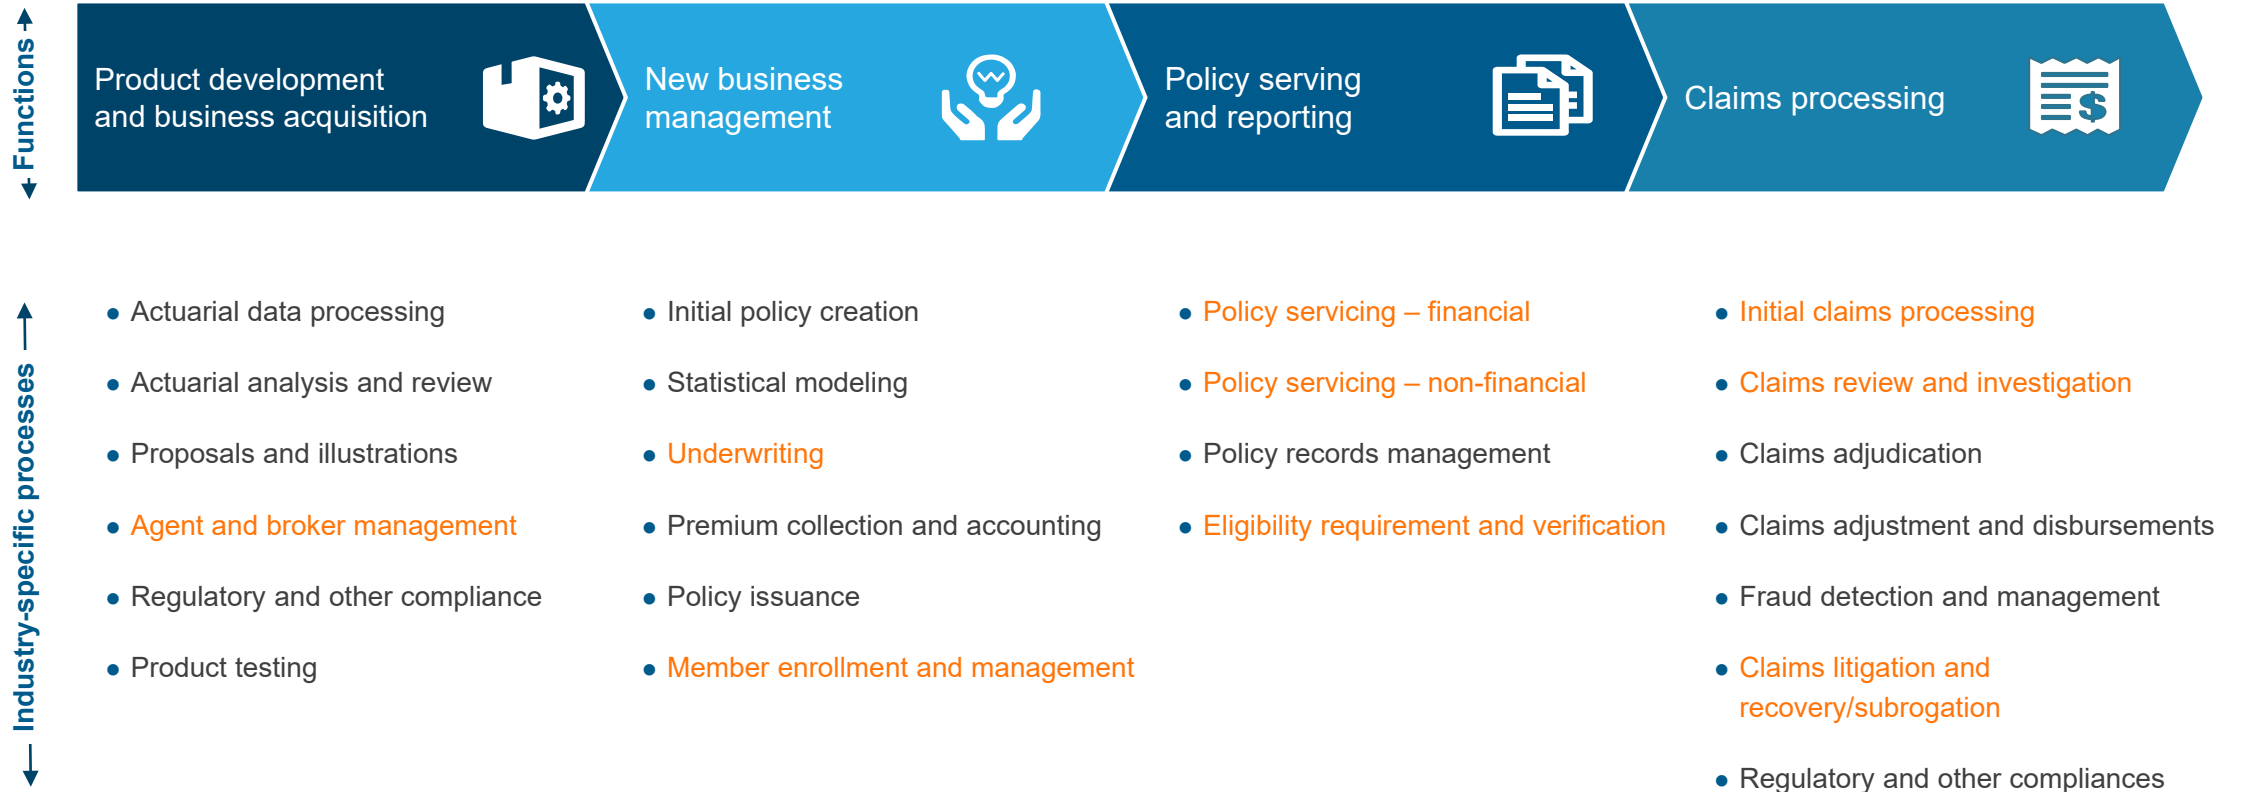 Functions
Product development
and business acquisition
New business
management
Policy serving
and reporting
Claims processing
$
Industry-specific processes
• Actuarial data processing
• Actuarial analysis and review
• Proposals and illustrations
• Agent and broker management
• Regulatory and other compliance
• Product testing
• Initial policy creation
• Statistical modeling
• Underwriting
• Premium collection and accounting
• Policy issuance
• Member enrollment and management
• Policy servicing – financial
• Policy servicing – non-financial
• Policy records management
• Eligibility requirement and verification
• Initial claims processing
• Claims review and investigation
• Claims adjudication
• Claims adjustment and disbursements
• Fraud detection and management
• Claims litigation and
recovery/subrogation
• Regulatory and other compliances